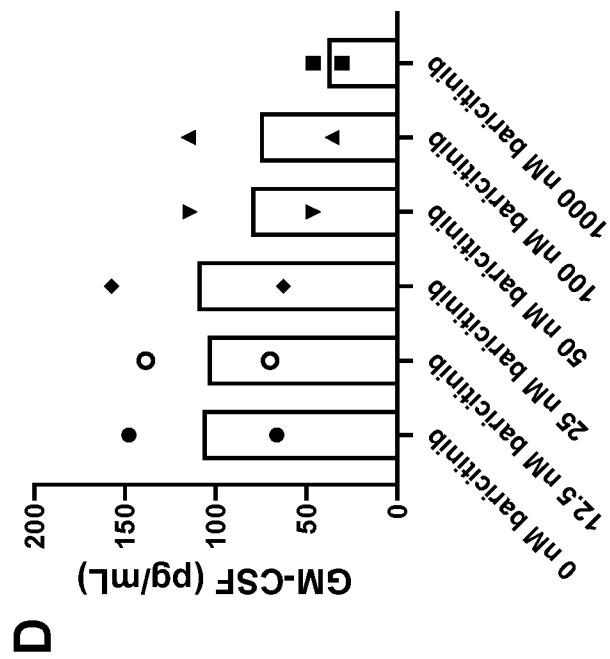 D
GM-CSF (pg/mL)
200
150
100
50
0
0 nM baricitinib
12.5 nM baricitinib
25 nM baricitinib
50 nM baricitinib
100 nM baricitinib
1000 nM baricitinib